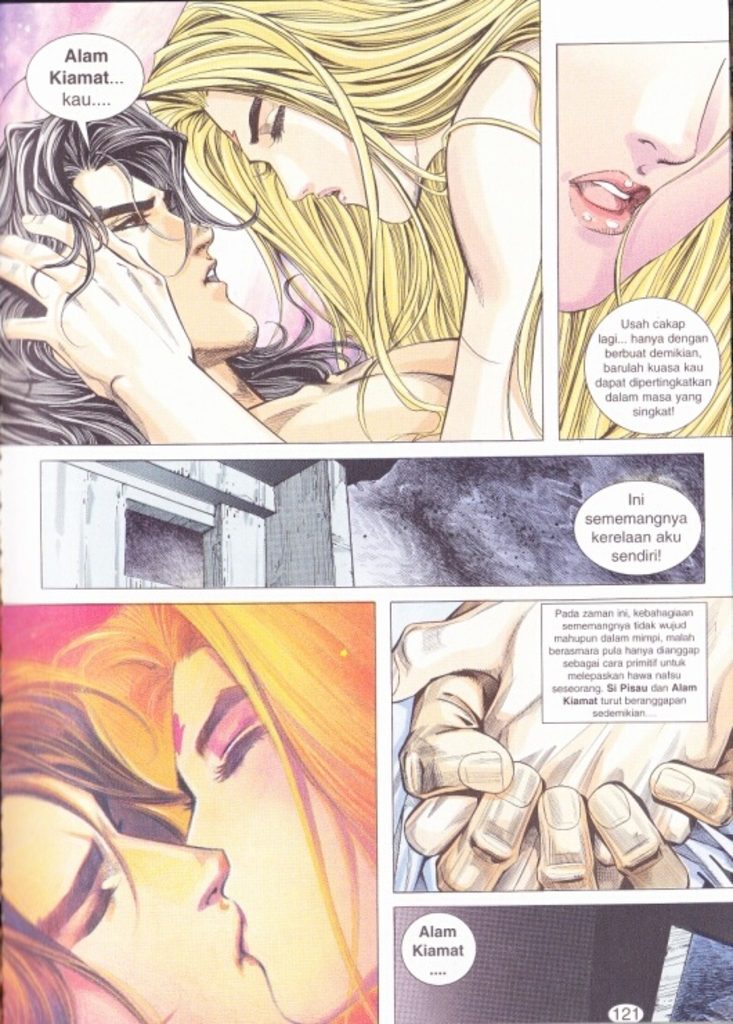 Alam
Kiamat...
kau....
Usah cakap
lagi... hanya dengan
berbuat demikian,
barulah kuasa kau
dapat dipertingkatkan
dalam masa yang
singkat!
Ini
sememangnya
kerelaan aku
sendiri!
Pada zaman ini, kebahagiaan
sememangnya tidak wujud
mahupun dalam mimpi, malah
berasmara pula hanya dianggap
sebagai cara primitif untuk
melepaskan hawa nafsu
seseorang. Si Pisau dan Alam
Kiamat turut beranggapan
sedemikian....
Alam
Kiamat
....
121